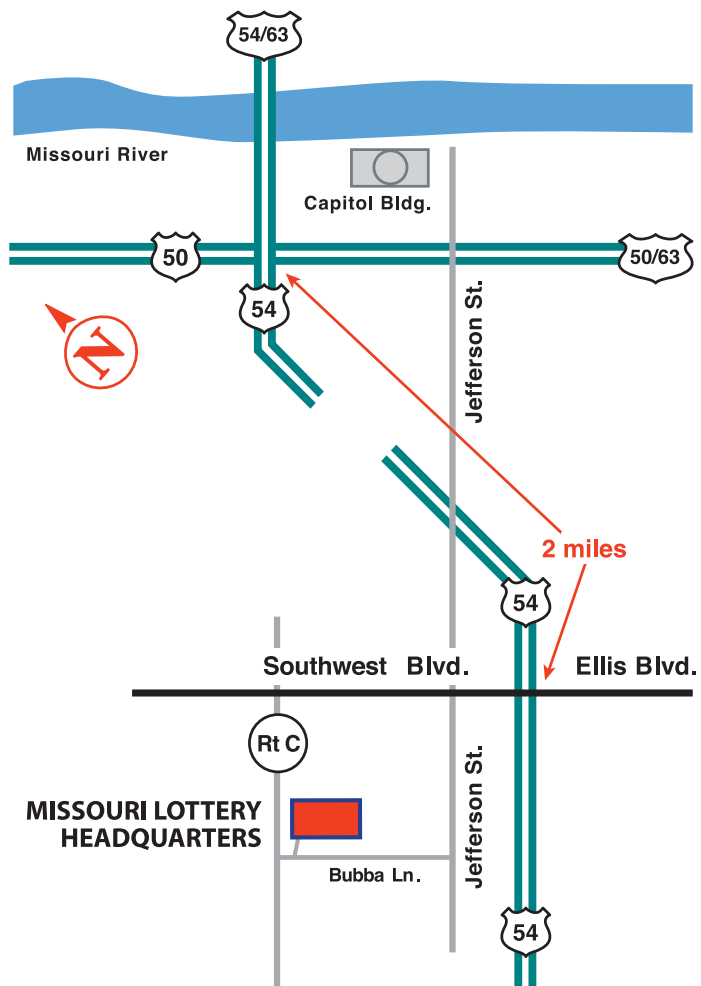 54/63
Missouri River
Capitol Bldg.
50
50/63
54
N
Jefferson St.
2 miles
54
Southwest Blvd.
Ellis Blvd.
Rt C
MISSOURI LOTTERY
HEADQUARTERS
Jefferson St.
Bubba Ln.
54